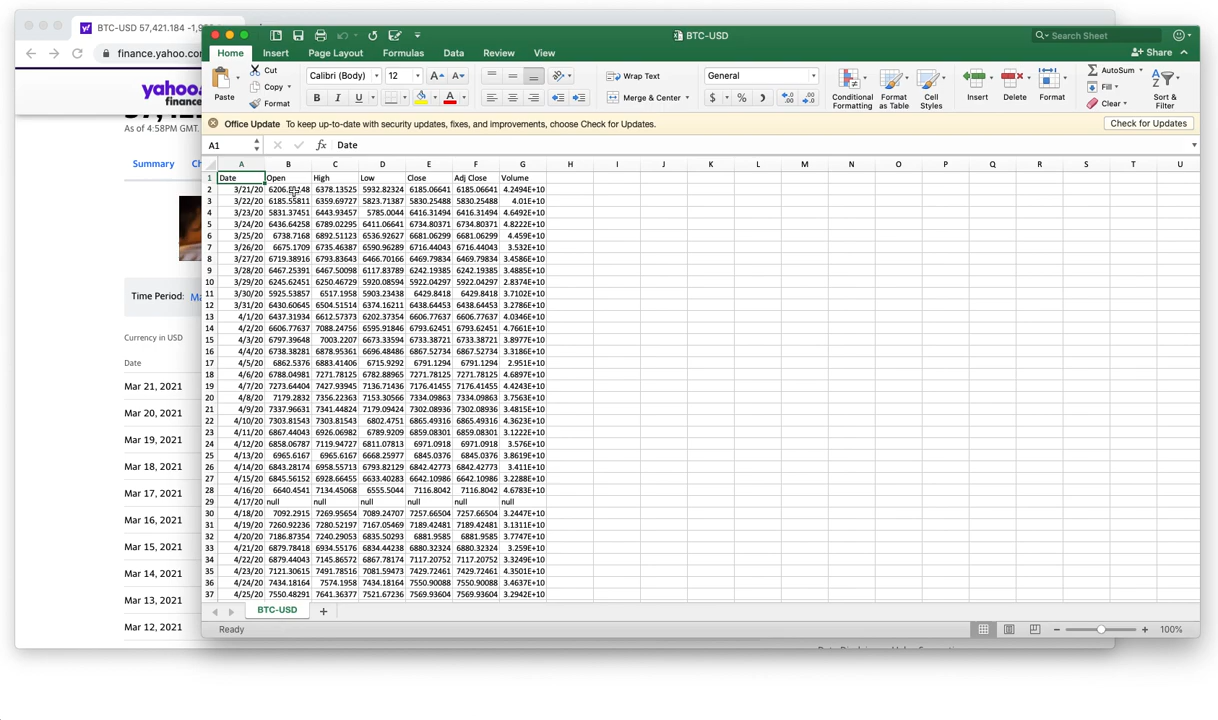 BTC-USD 57,421.184 -1,9
finance.yahoo.co
yahoo!
finance
As of 4:58PM GMT.
Summary Ch
Time Period: Ma
Currency in USD
Date
Mar 21, 2021
Mar 20, 2021
Mar 19, 2021
Mar 18, 2021
Mar 17, 2021
Mar 16, 2021
Mar 15, 2021
Mar 14, 2021
Mar 13, 2021
Mar 12, 2021
BTC-USD
Search Sheet
Home Insert Page Layout Formulas Data Review View
Share
Paste
Cut
Copy
Format
Calibri (Body) 12
B I U
Wrap Text
Merge & Center
General
Conditional Formatting
Format as Table
Cell Styles
Insert
Delete
Format
AutoSum
Fill
Clear
Sort & Filter
Office Update To keep up-to-date with security updates, fixes, and improvements, choose Check for Updates.
Check for Updates
A1 fx Date
A B C D E F G H I J K L M N O P Q R S T U
1 Date Open High Low Close Adj Close Volume
2 3/21/20 6378.13525 5932.82324 6185.06641 6185.06641 4.2494E+10
3 3/22/20 6185.55811 6359.69727 5823.71387 5830.25488 5830.25488 4.01E+10
4 3/23/20 5831.37451 6443.93457 5785.0044 6416.31494 6416.31494 4.6492E+10
5 3/24/20 6436.64258 6789.02295 6411.06641 6734.80371 6734.80371 4.8222E+10
6 3/25/20 6738.7168 6892.51123 6536.92627 6681.06299 6681.06299 4.459E+10
7 3/26/20 6675.1709 6735.46387 6590.96289 6716.44043 6716.44043 3.532E+10
8 3/27/20 6719.38916 6793.83643 6466.70166 6469.79834 6469.79834 3.4586E+10
9 3/28/20 6467.25391 6467.50098 6117.83789 6242.19385 6242.19385 3.4885E+10
10 3/29/20 6245.62451 6250.46729 5920.08594 5922.04297 5922.04297 2.8374E+10
11 3/30/20 5925.53857 6517.1958 5903.23438 6429.8418 6429.8418 3.7102E+10
12 3/31/20 6430.60645 6504.51514 6374.16211 6438.64453 6438.64453 3.2786E+10
13 4/1/20 6437.31934 6612.57373 6202.37354 6606.77637 6606.77637 4.0346E+10
14 4/2/20 6606.77637 7088.24756 6595.91846 6793.62451 6793.62451 4.7661E+10
15 4/3/20 6797.39648 7003.2207 6673.33594 6733.38721 6733.38721 3.8977E+10
16 4/4/20 6738.38281 6878.95361 6696.48486 6867.52734 6867.52734 3.3186E+10
17 4/5/20 6862.5376 6883.41406 6715.9292 6791.1294 6791.1294 2.951E+10
18 4/6/20 6788.04981 7271.78125 6782.88965 7271.78125 7271.78125 4.6897E+10
19 4/7/20 7273.64404 7427.93945 7136.71436 7176.41455 7176.41455 4.4243E+10
20 4/8/20 7179.2832 7356.22363 7153.30566 7334.09863 7334.09863 3.7563E+10
21 4/9/20 7337.96631 7341.44824 7179.09424 7302.08936 7302.08936 3.4815E+10
22 4/10/20 7303.81543 7303.81543 6802.4751 6865.49316 6865.49316 4.3623E+10
23 4/11/20 6867.44043 6926.06982 6789.9209 6859.08301 6859.08301 3.1222E+10
24 4/12/20 6858.06787 7119.94727 6811.07813 6971.0918 6971.0918 3.576E+10
25 4/13/20 6965.6167 6965.6167 6668.25977 6845.0376 6845.0376 3.8619E+10
26 4/14/20 6843.28174 6958.55713 6793.82129 6842.42773 6842.42773 3.411E+10
27 4/15/20 6845.56152 6928.66455 6633.40283 6642.10986 6642.10986 3.2288E+10
28 4/16/20 6640.4541 7134.45068 6555.5044 7116.8042 7116.8042 4.6783E+10
29 4/17/20 null null null null null null
30 4/18/20 7092.2915 7269.95654 7089.24707 7257.66504 7257.66504 3.2447E+10
31 4/19/20 7260.92236 7280.52197 7167.05469 7189.42481 7189.42481 3.1311E+10
32 4/20/20 7186.87354 7240.29053 6835.50293 6881.9585 6881.9585 3.7747E+10
33 4/21/20 6879.78418 6934.55176 6834.44238 6880.32324 6880.32324 3.259E+10
34 4/22/20 6879.44043 7145.86572 6867.78174 7117.20752 7117.20752 3.3249E+10
35 4/23/20 7121.30615 7491.78516 7081.59473 7429.72461 7429.72461 4.3501E+10
36 4/24/20 7434.18164 7574.1958 7434.18164 7550.90088 7550.90088 3.4637E+10
37 4/25/20 7550.48291 7641.36377 7521.67236 7569.93604 7569.93604 3.2942E+10
BTC-USD
Ready
100%